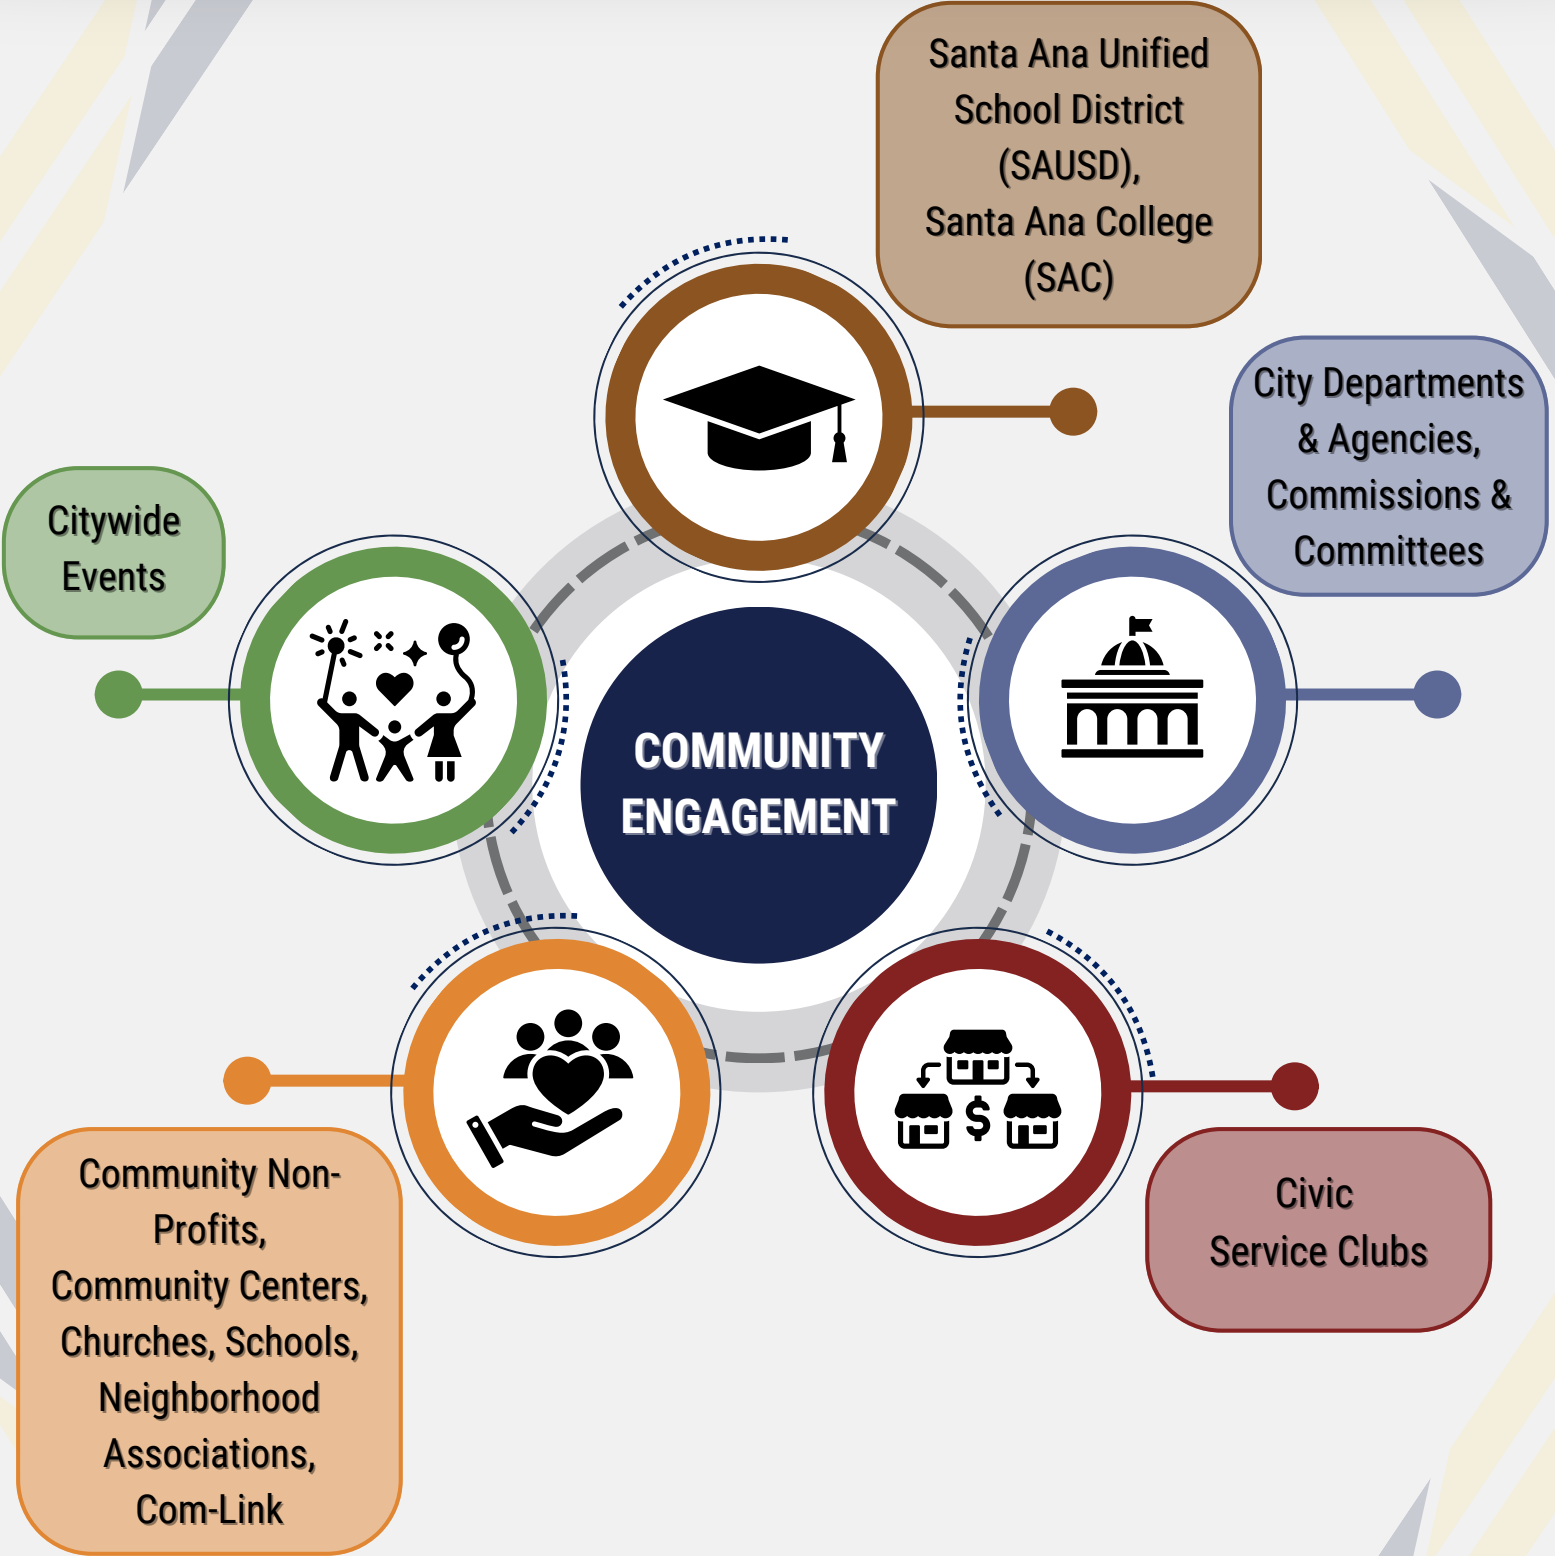 Santa Ana Unified
School District
(SAUSD),
Santa Ana College
(SAC)
City Departments
& Agencies,
Commissions &
Committees
Citywide
Events
COMMUNITY
ENGAGEMENT
$
Community Non-
Profits,
Community Centers,
Churches, Schools,
Neighborhood
Associations,
Com-Link
Civic
Service Clubs